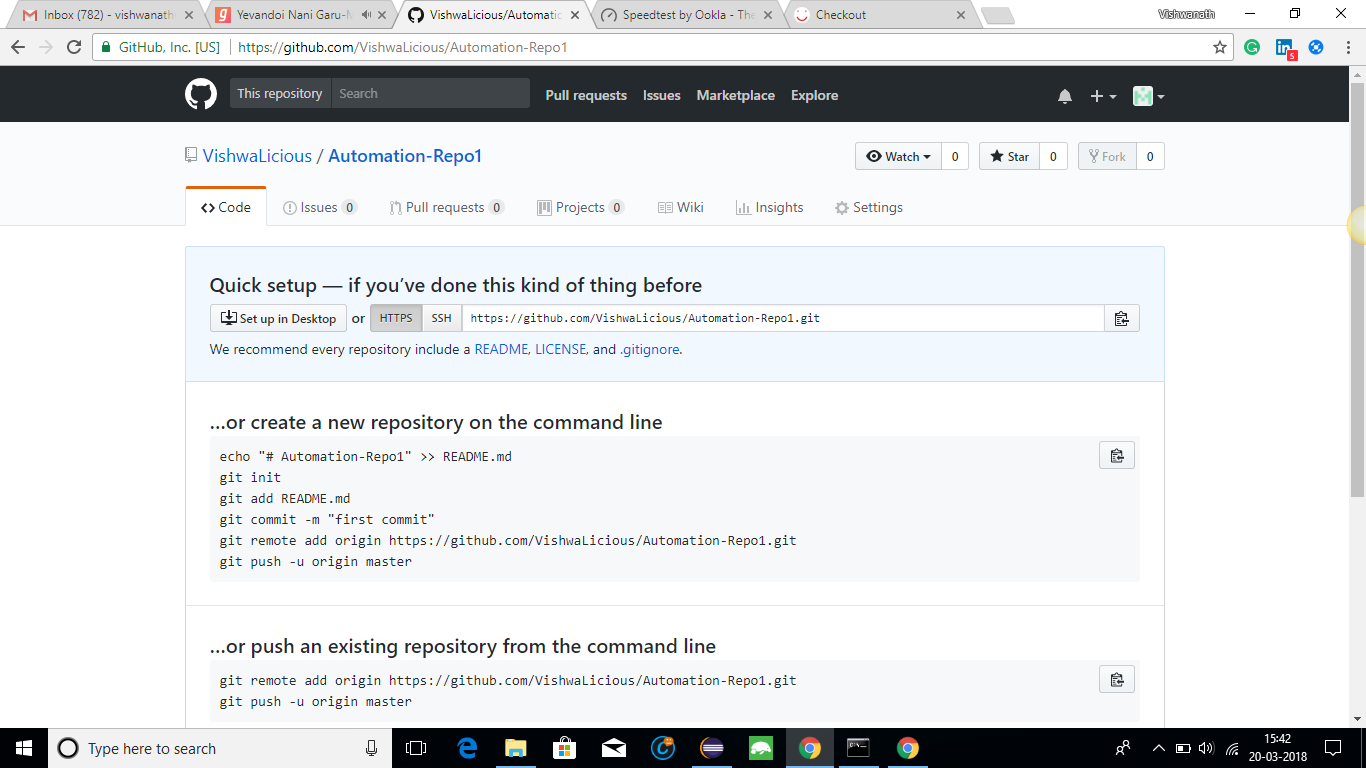 Inbox (782) - vishwanath
Yevandoi Nani Garu-M
VishwaLicious/Automatic
Speedtest by Ookla - The
Checkout
Vishwanath
GitHub, Inc. [US]
https://github.com/VishwaLicious/Automation-Repo1
This repository
Search
Pull requests
Issues
Marketplace
Explore
VishwaLicious / Automation-Repo1
Watch 0
Star 0
Fork 0
Code
Issues 0
Pull requests 0
Projects 0
Wiki
Insights
Settings
Quick setup — if you’ve done this kind of thing before
Set up in Desktop or HTTPS SSH https://github.com/VishwaLicious/Automation-Repo1.git
We recommend every repository include a README, LICENSE, and .gitignore.
…or create a new repository on the command line
echo "# Automation-Repo1" >> README.md
git init
git add README.md
git commit -m "first commit"
git remote add origin https://github.com/VishwaLicious/Automation-Repo1.git
git push -u origin master
…or push an existing repository from the command line
git remote add origin https://github.com/VishwaLicious/Automation-Repo1.git
git push -u origin master
Type here to search
15:42
20-03-2018